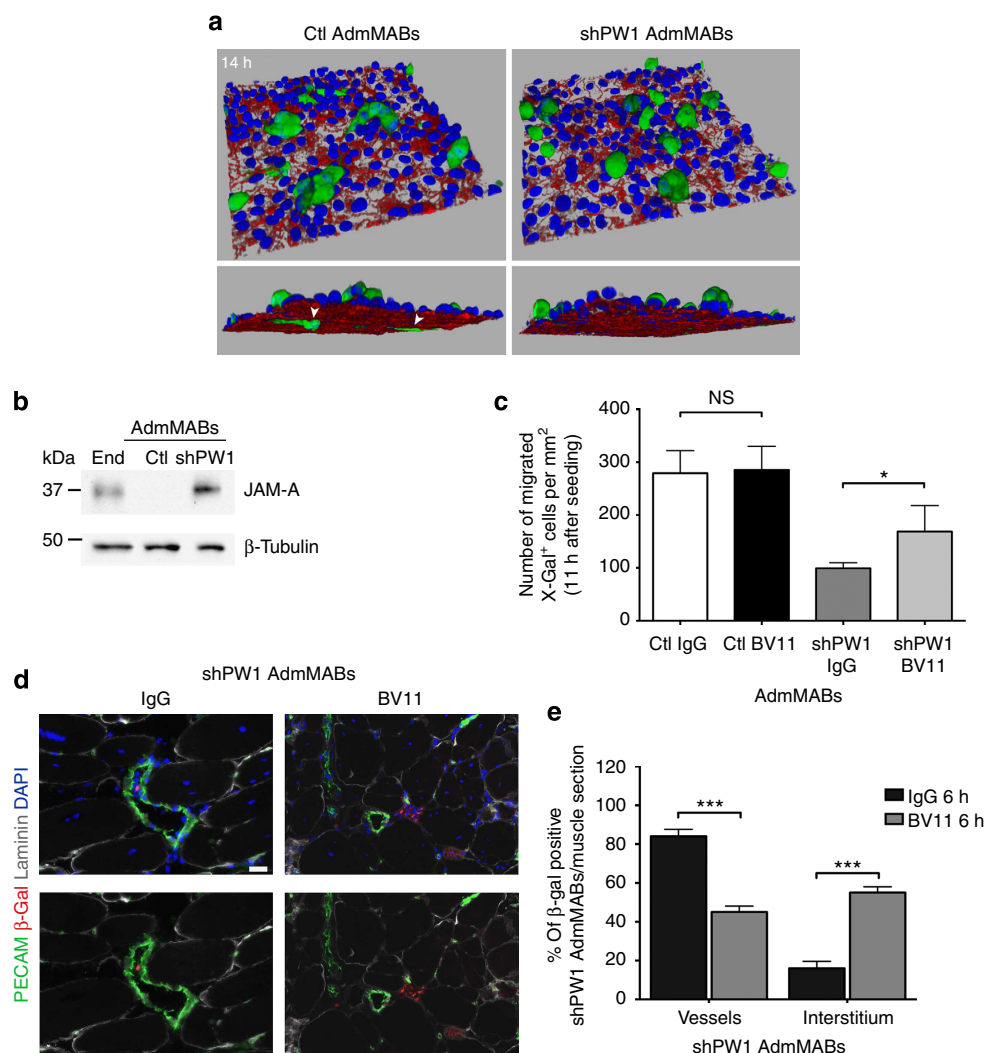 a
Ctl AdmMABs
shPW1 AdmMABs
14 h
b
AdmMABs
kDa
End
Ctl
shPW1
37
JAM-A
50
β-Tubulin
c
Number of migrated
X-Gal⁺ cells per mm²
(11 h after seeding)
400
300
200
100
0
NS
*
Ctl IgG
Ctl BV11
shPW1
IgG
shPW1
BV11
AdmMABs
d
shPW1 AdmMABs
IgG
BV11
PECAM β-Gal Laminin DAPI
e
% Of β-gal positive
shPW1 AdmMABs/muscle section
120
100
80
60
40
20
0
***
***
IgG 6 h
BV11 6 h
Vessels
Interstitium
shPW1 AdmMABs